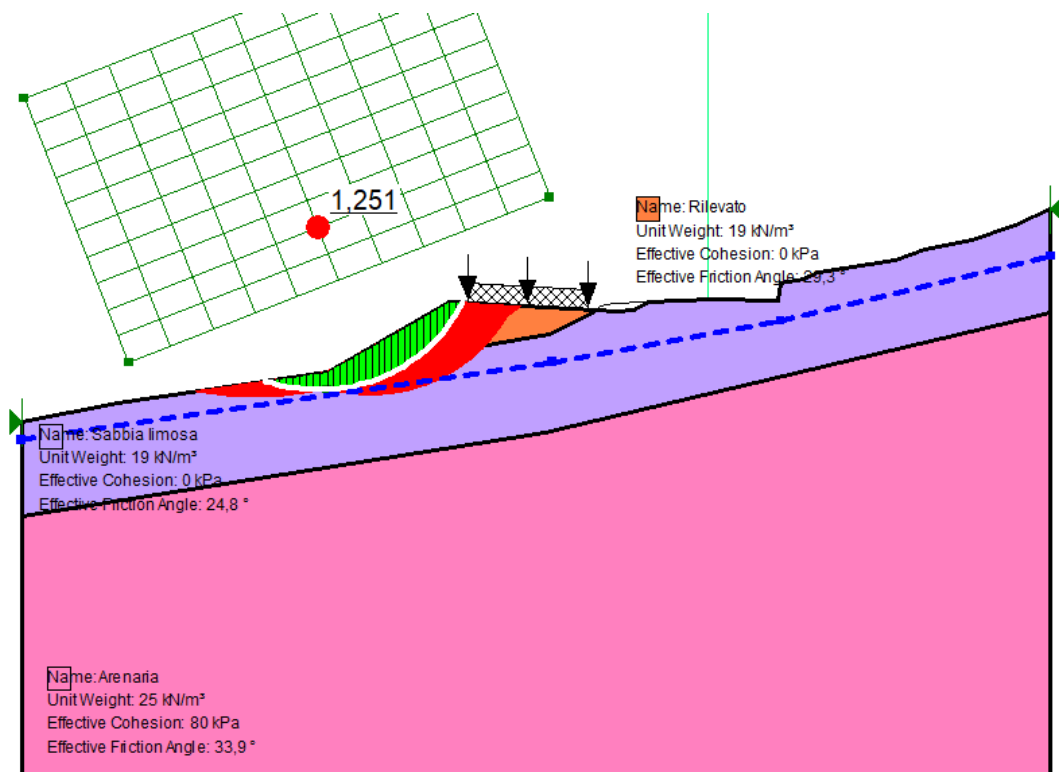 1,251
Name: Rilevato
Unit Weight: 19 kN/m³
Effective Cohesion: 0 kPa
Effective Friction Angle: 29,3 °
Name: Sabbia limosa
Unit Weight: 19 kN/m³
Effective Cohesion: 0 kPa
Effective Friction Angle: 24,8 °
Name: Arenaria
Unit Weight: 25 kN/m³
Effective Cohesion: 80 kPa
Effective Friction Angle: 33,9 °